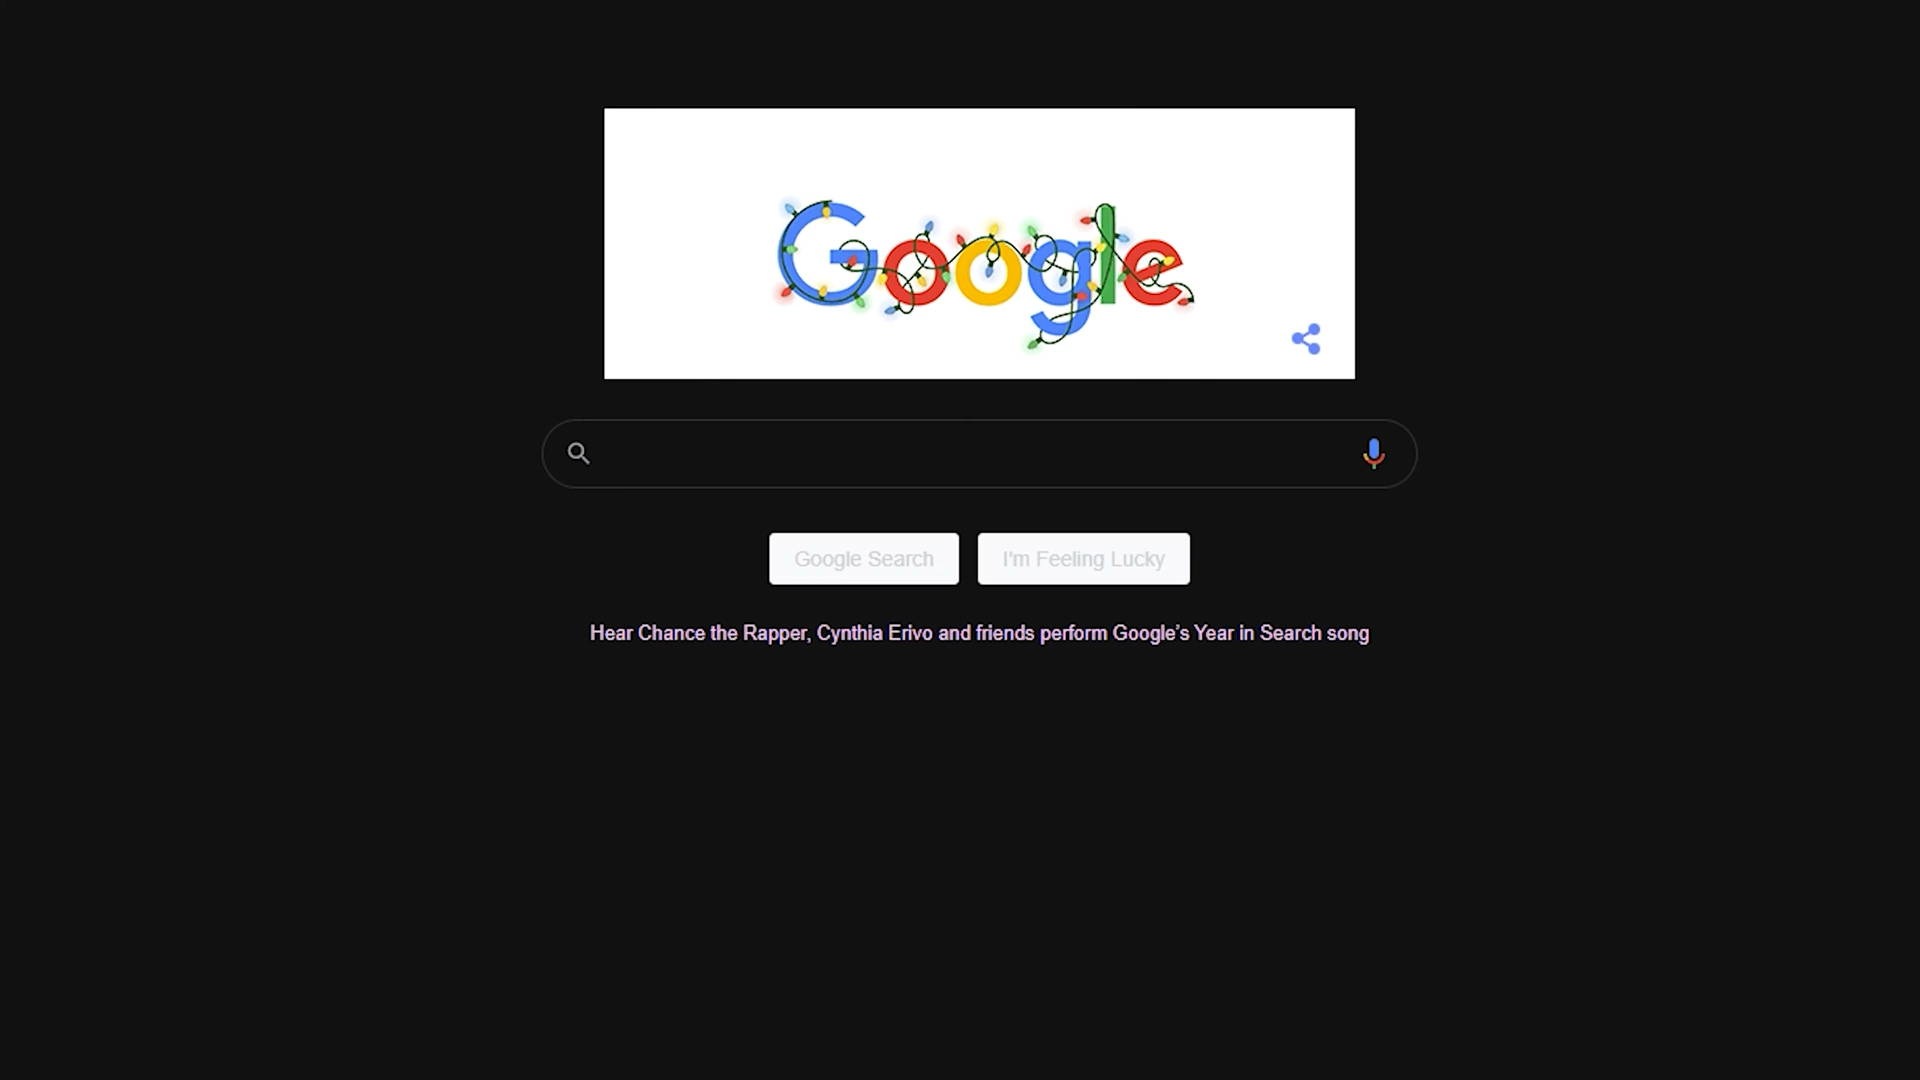 Google
Google Search
I'm Feeling Lucky
Hear Chance the Rapper, Cynthia Erivo and friends perform Google’s Year in Search song